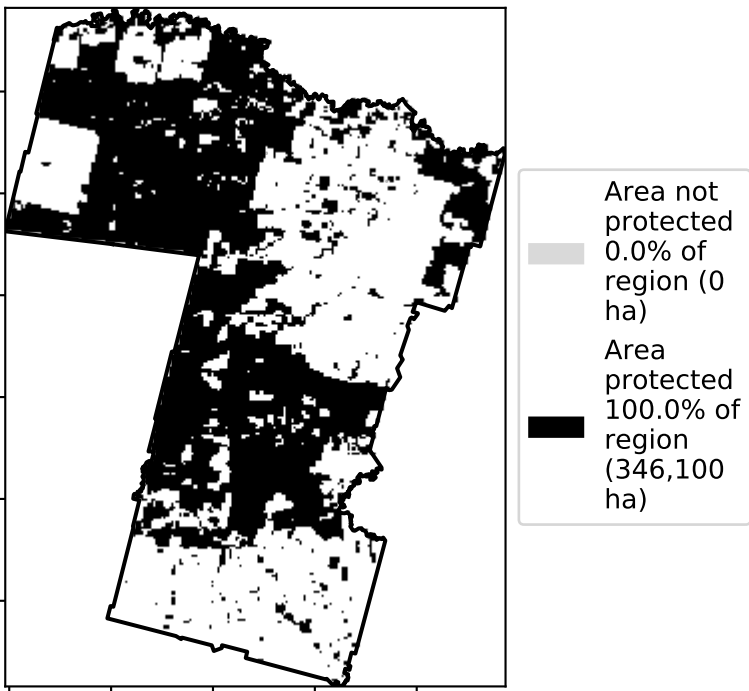 Area not
protected
0.0% of
region (0
ha)
Area
protected
100.0% of
region
(346,100
ha)